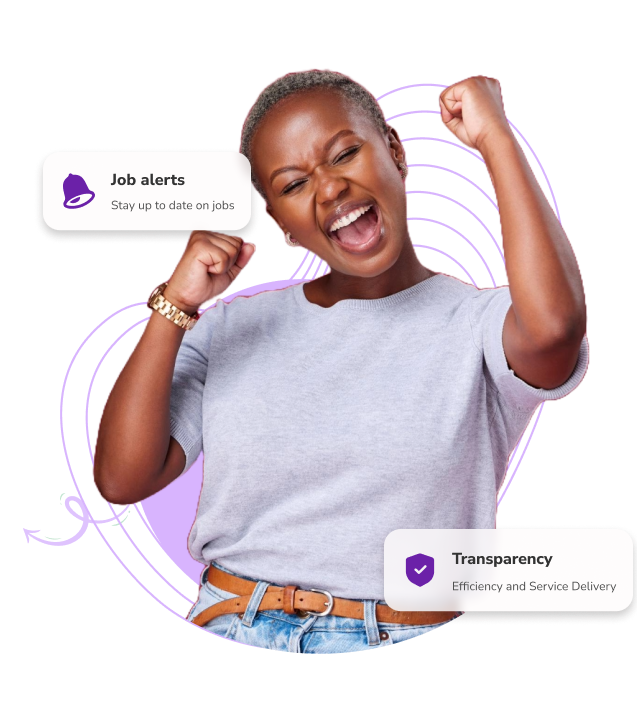 Job alerts
Stay up to date on jobs
Transparency
Efficiency and Service Delivery